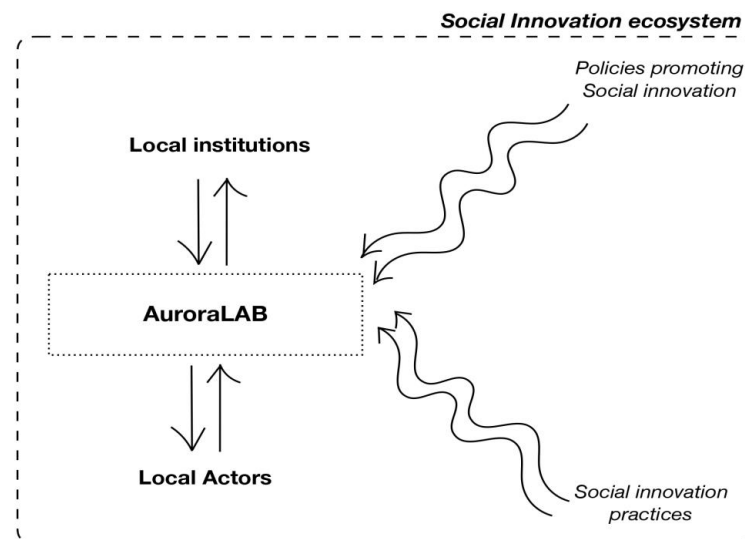 Social Innovation ecosystem
Policies promoting
Social innovation
Local institutions
AuroraLAB
Local Actors
Social innovation
practices